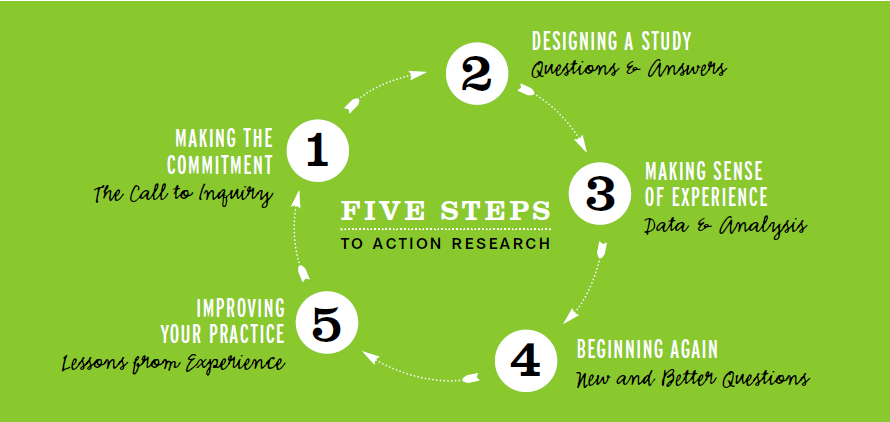 FIVE STEPS
TO ACTION RESEARCH
1
MAKING THE
COMMITMENT
The Call to Inquiry
2
DESIGNING A STUDY
Questions & Answers
3
MAKING SENSE
OF EXPERIENCE
Data & Analysis
4
BEGINNING AGAIN
New and Better Questions
5
IMPROVING
YOUR PRACTICE
Lessons from Experience